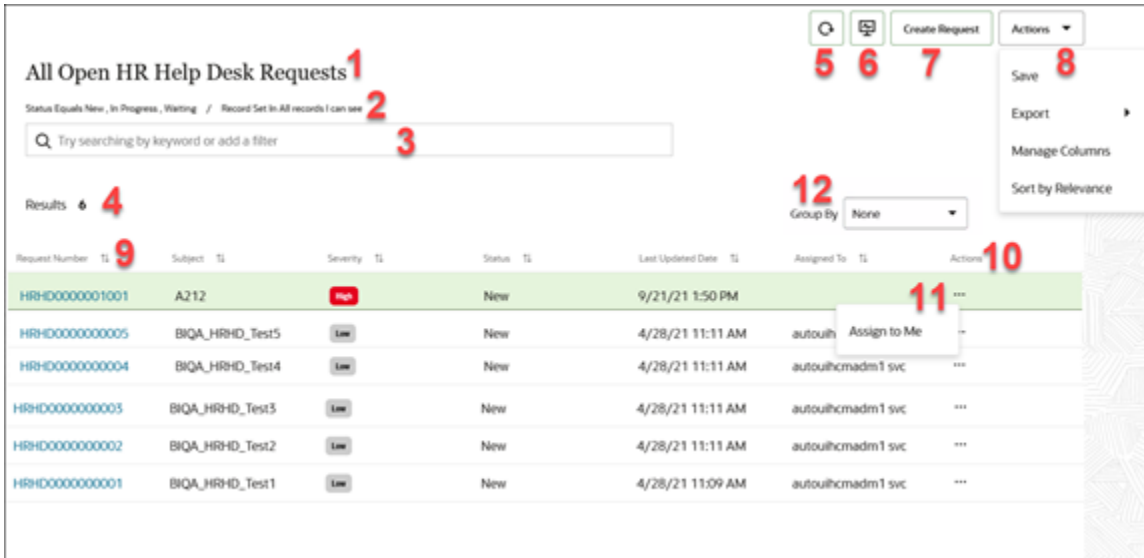 Create Request
Actions
5 6 7 8
All Open HR Help Desk Requests 1
Save
Status Equals New , In Progress , Waiting / Record Set In All records I can see 2
Export
Try searching by keyword or add a filter 3
Manage Columns
Sort by Relevance
Results 6 4
12
Group By None
Request Number 9 Subject Severity Status Last Updated Date Assigned To Actions 10
HRHD0000001001 A212 High New 9/21/21 1:50 PM 11 ...
Assign to Me
HRHD0000000005 BIQA_HRHD_Test5 Low New 4/28/21 11:11 AM autouih
HRHD0000000004 BIQA_HRHD_Test4 Low New 4/28/21 11:11 AM autouihcmadm1 svc ...
HRHD0000000003 BIQA_HRHD_Test3 Low New 4/28/21 11:11 AM autouihcmadm1 svc ...
HRHD0000000002 BIQA_HRHD_Test2 Low New 4/28/21 11:11 AM autouihcmadm1 svc ...
HRHD0000000001 BIQA_HRHD_Test1 Low New 4/28/21 11:09 AM autouihcmadm1 svc ...